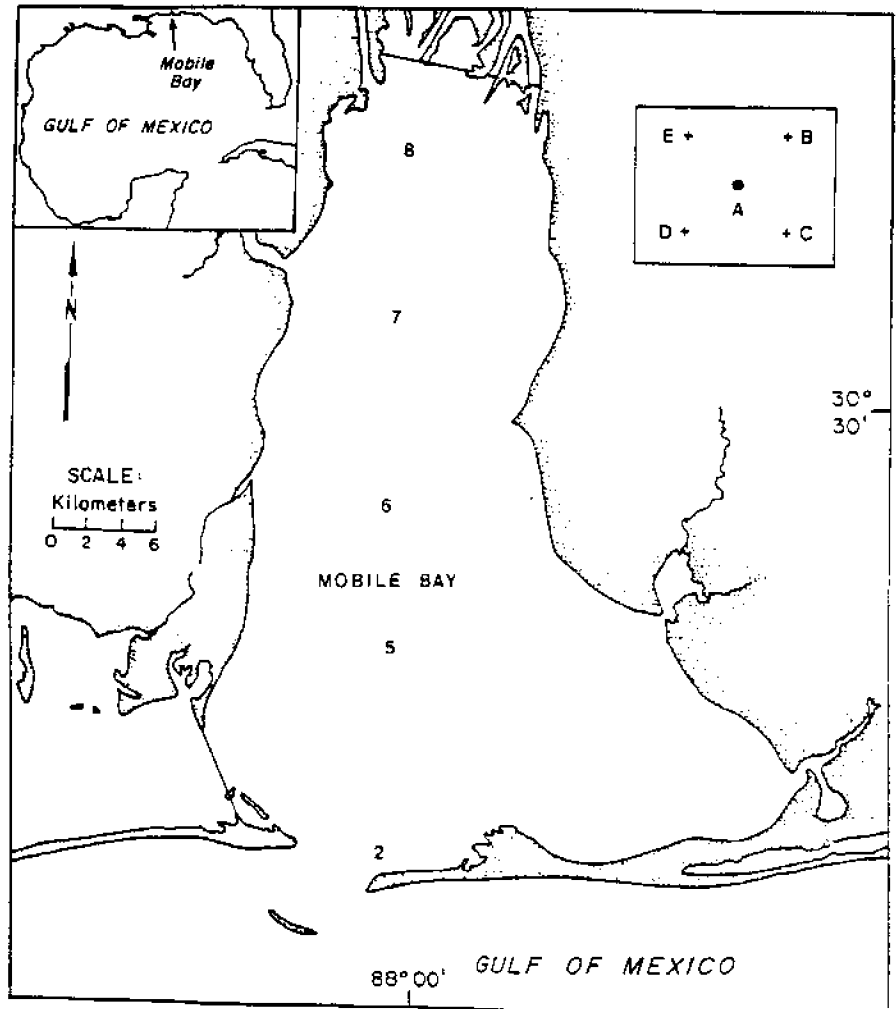 Mobile
Bay
GULF OF MEXICO
8
E + + B
A
D + + C
N
7
30°
30'
SCALE:
Kilometers
0 2 4 6
6
MOBILE BAY
5
2
88°00'
GULF OF MEXICO